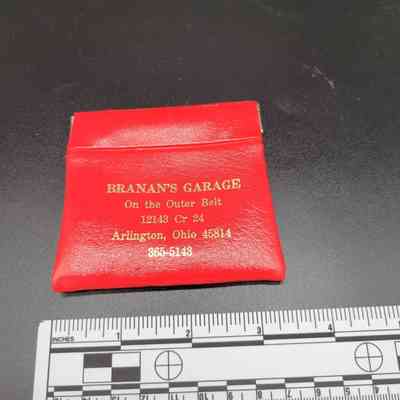 BRANAN'S GARAGE
On the Outer Belt
12143 Cr 24
Arlington, Ohio 45814
365-5143
INCHES 1 2 3 4 5